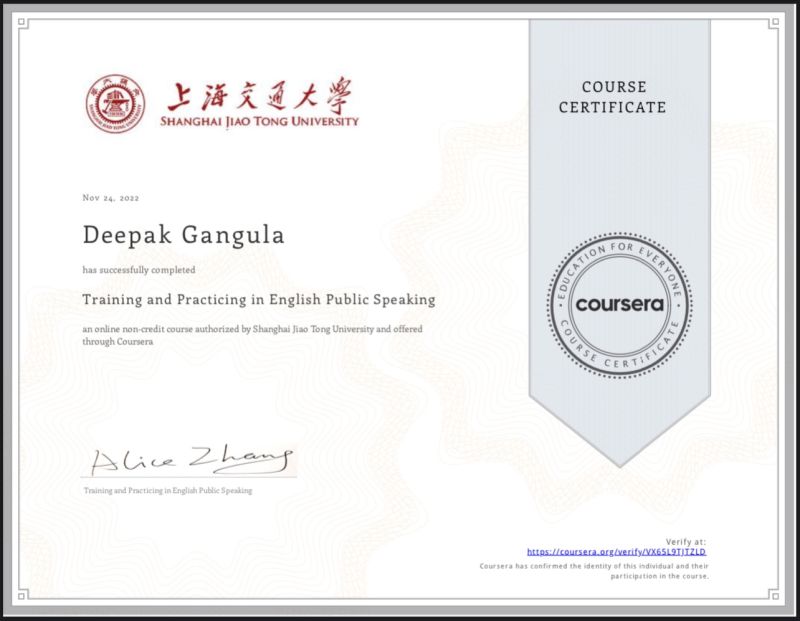 上海交通大学
SHANGHAI JIAO TONG UNIVERSITY
COURSE
CERTIFICATE
Nov 24, 2022
Deepak Gangula
has successfully completed
Training and Practicing in English Public Speaking
an online non-credit course authorized by Shanghai Jiao Tong University and offered
through Coursera
EDUCATION FOR EVERYONE
coursera
COURSE CERTIFICATE
Alice Zhang
Training and Practicing in English Public Speaking
Verify at:
https://coursera.org/verify/VX65L9TJTZLD
Coursera has confirmed the identity of this individual and their
participation in the course.